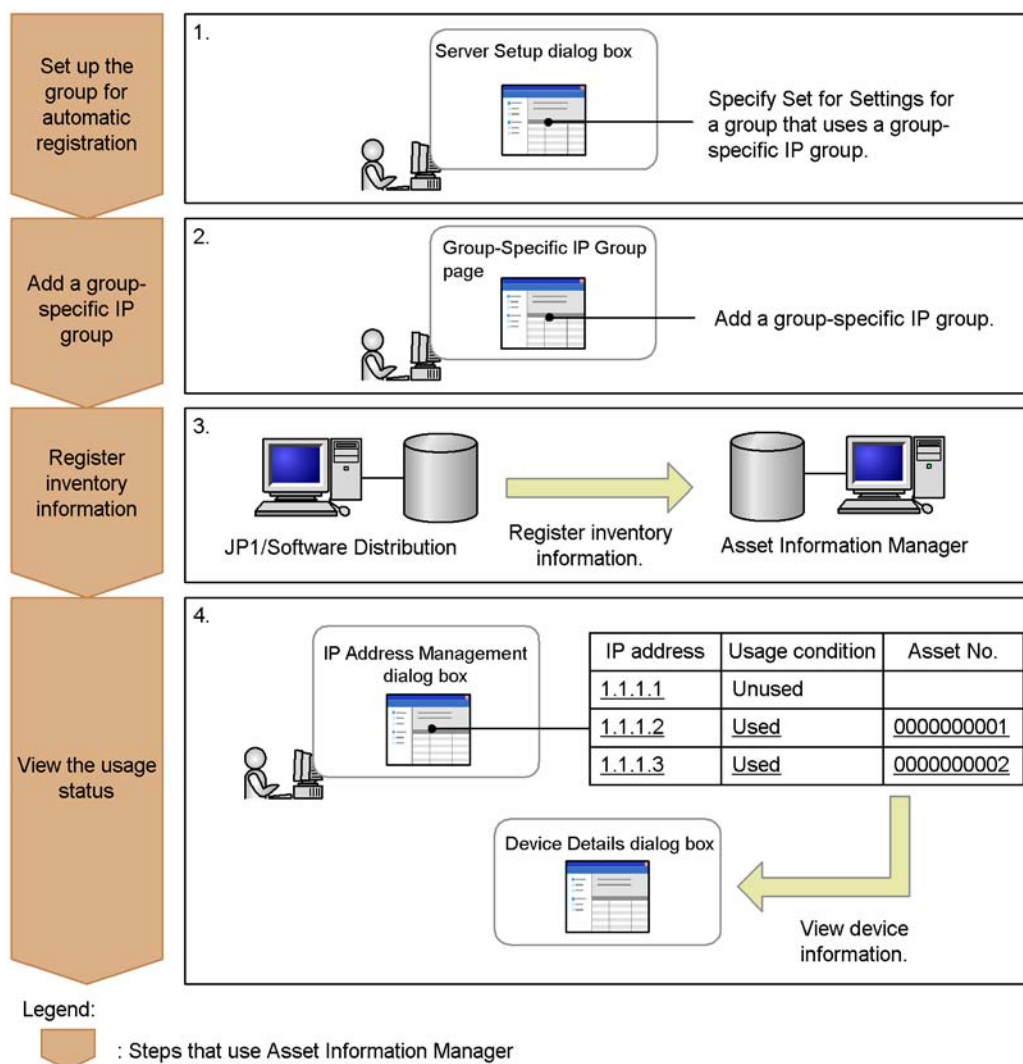 Set up the
group for
automatic
registration
1.
Server Setup dialog box
Specify Set for Settings for
a group that uses a group-
specific IP group.
Add a group-
specific IP
group
2.
Group-Specific IP Group
page
Add a group-specific IP group.
Register
inventory
information
3.
JP1/Software Distribution
Register inventory
information.
Asset Information Manager
View the usage
status
4.
IP Address Management
dialog box
IP address Usage condition Asset No.
1.1.1.1 Unused
1.1.1.2 Used 0000000001
1.1.1.3 Used 0000000002
Device Details dialog box
View device
information.
Legend:
: Steps that use Asset Information Manager